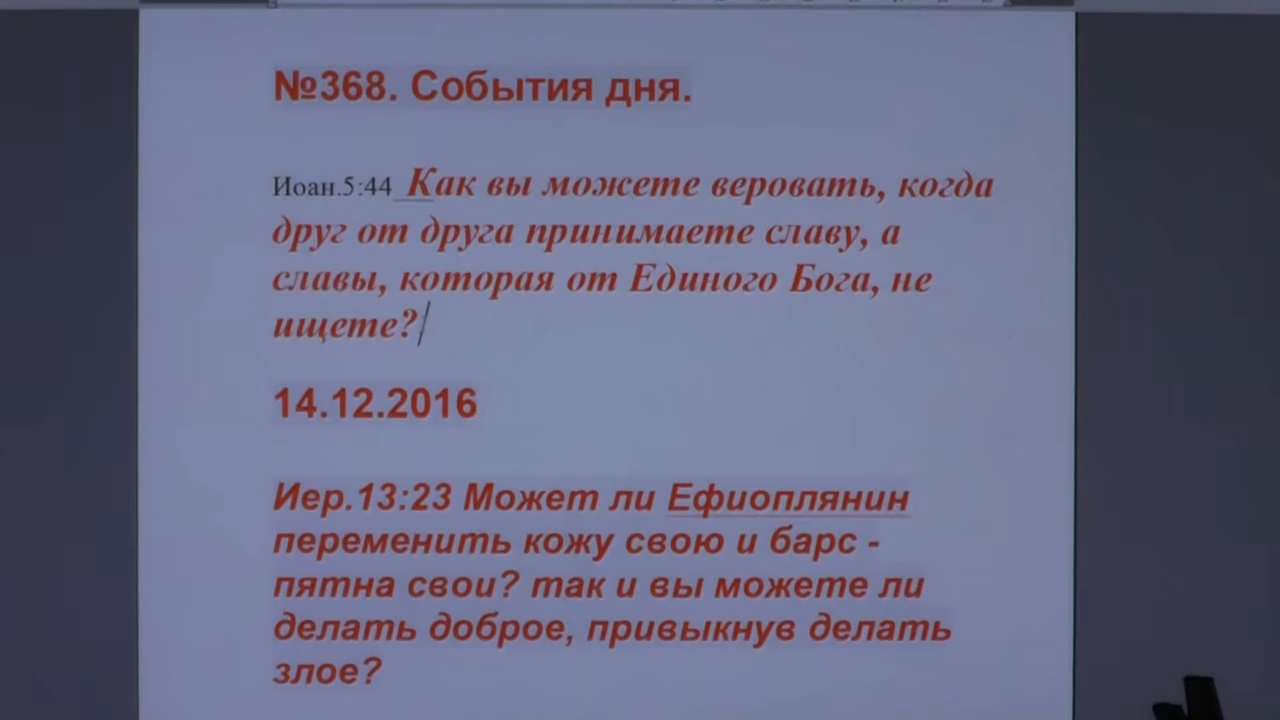 №368. События дня.
Иоан.5:44 Как вы можете веровать, когда
друг от друга принимаете славу, а
славы, которая от Единого Бога, не
ищете?
14.12.2016
Иер.13:23 Может ли Ефиоплянин
переменить кожу свою и барс -
пятна свои? так и вы можете ли
делать доброе, привыкнув делать
злое?